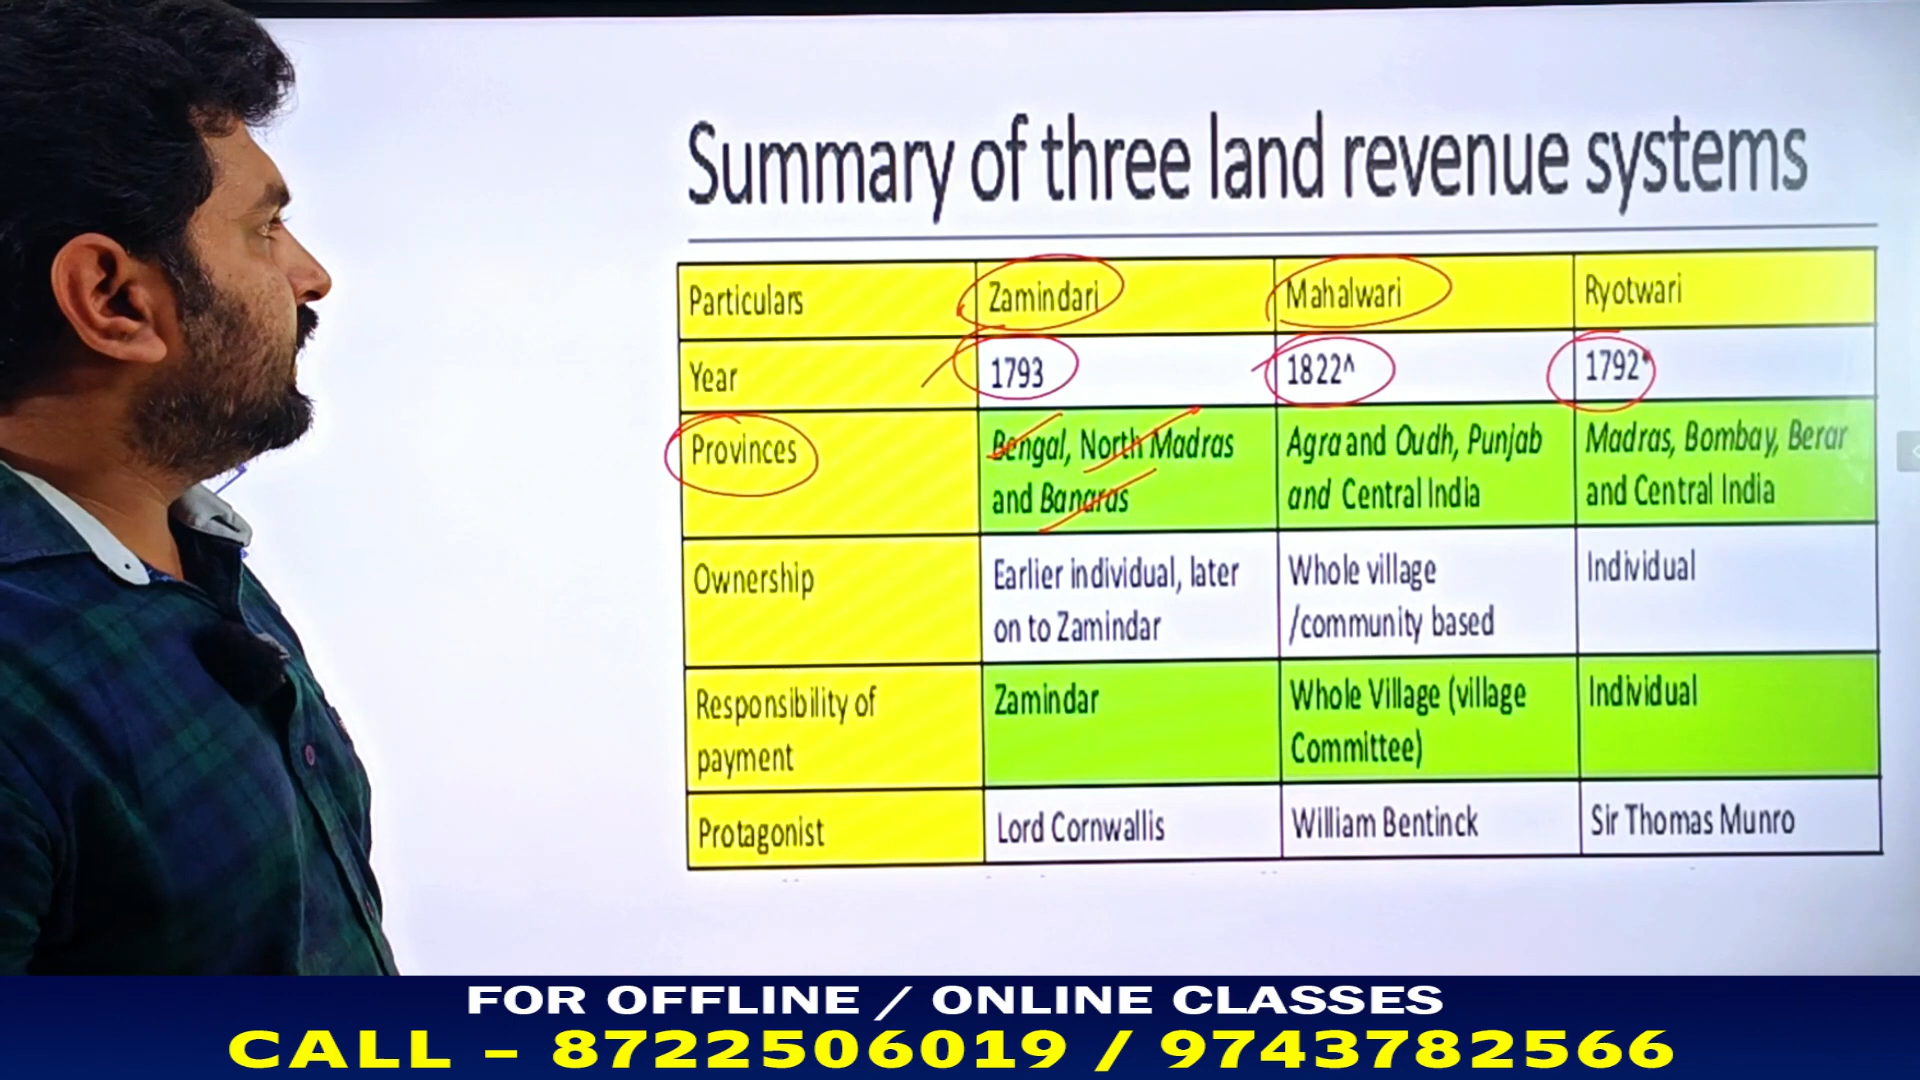 Summary of three land revenue systems
Particulars
Zamindari
Mahalwari
Ryotwari
Year
1793
1822^
1792*
Provinces
Bengal, North Madras
and Banaras
Agra and Oudh, Punjab
and Central India
Madras, Bombay, Berar
and Central India
Ownership
Earlier individual, later
on to Zamindar
Whole village
/community based
Individual
Responsibility of
payment
Zamindar
Whole Village (village
Committee)
Individual
Protagonist
Lord Cornwallis
William Bentinck
Sir Thomas Munro
FOR OFFLINE / ONLINE CLASSES
CALL – 8722506019 / 9743782566